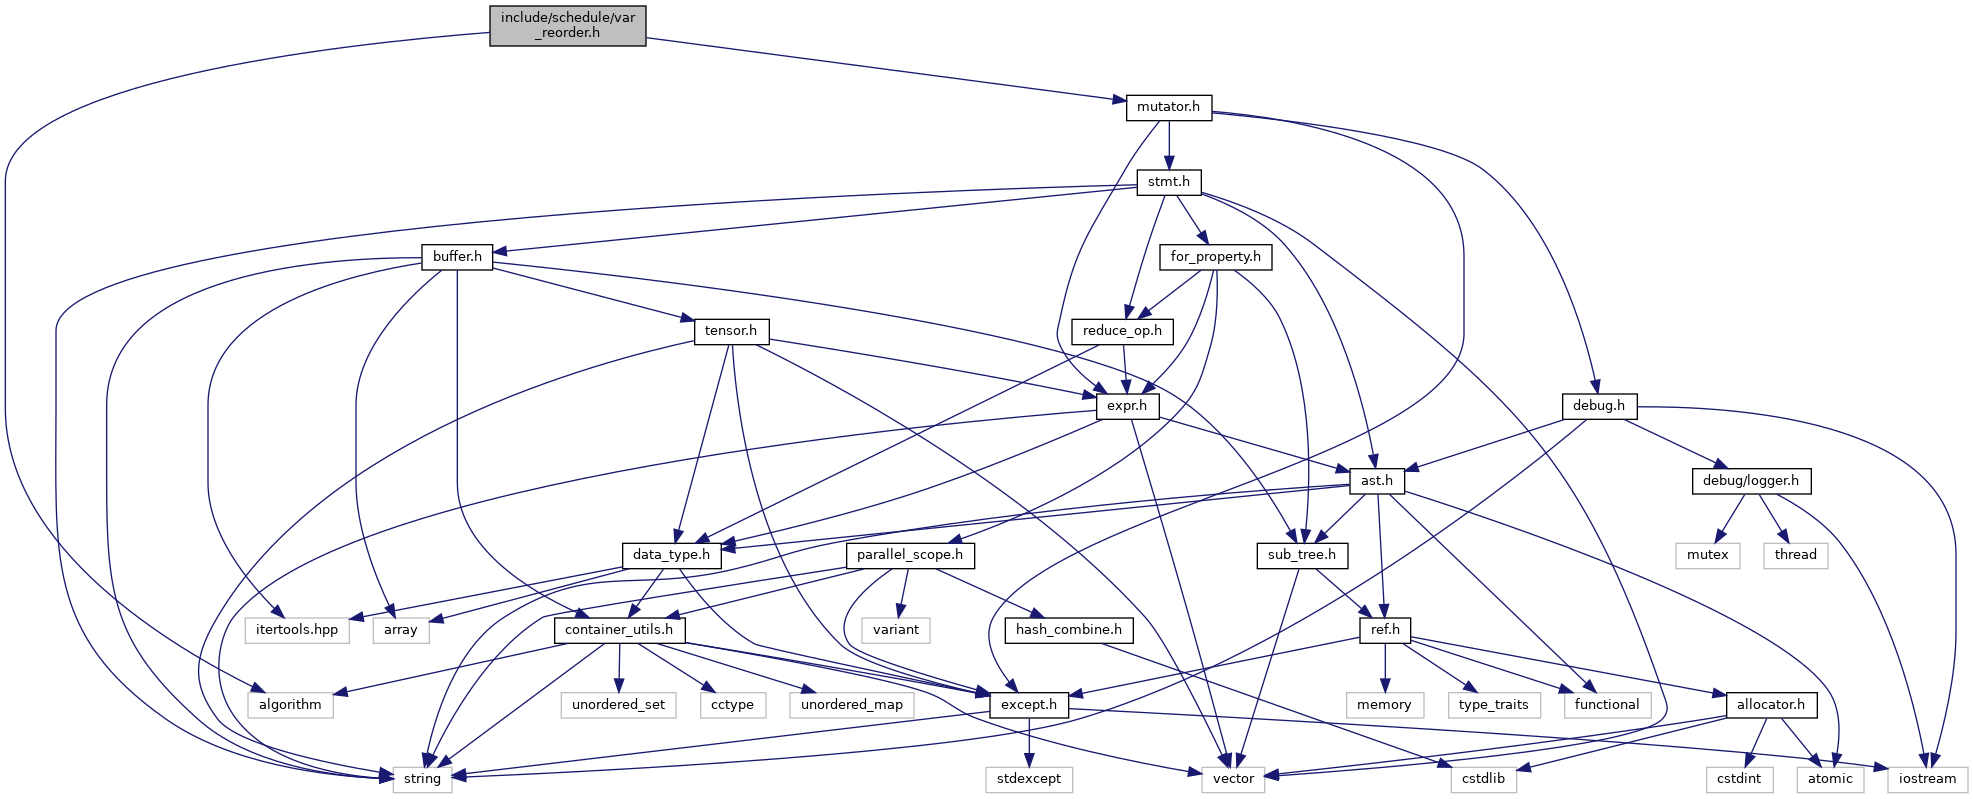 include/schedule/var
_reorder.h
mutator.h
stmt.h
buffer.h
for_property.h
tensor.h
reduce_op.h
expr.h
debug.h
ast.h
debug/logger.h
data_type.h
parallel_scope.h
sub_tree.h
mutex
thread
itertools.hpp
array
container_utils.h
variant
hash_combine.h
ref.h
algorithm
unordered_set
cctype
unordered_map
except.h
memory
type_traits
functional
allocator.h
string
stdexcept
vector
cstdlib
cstdint
atomic
iostream